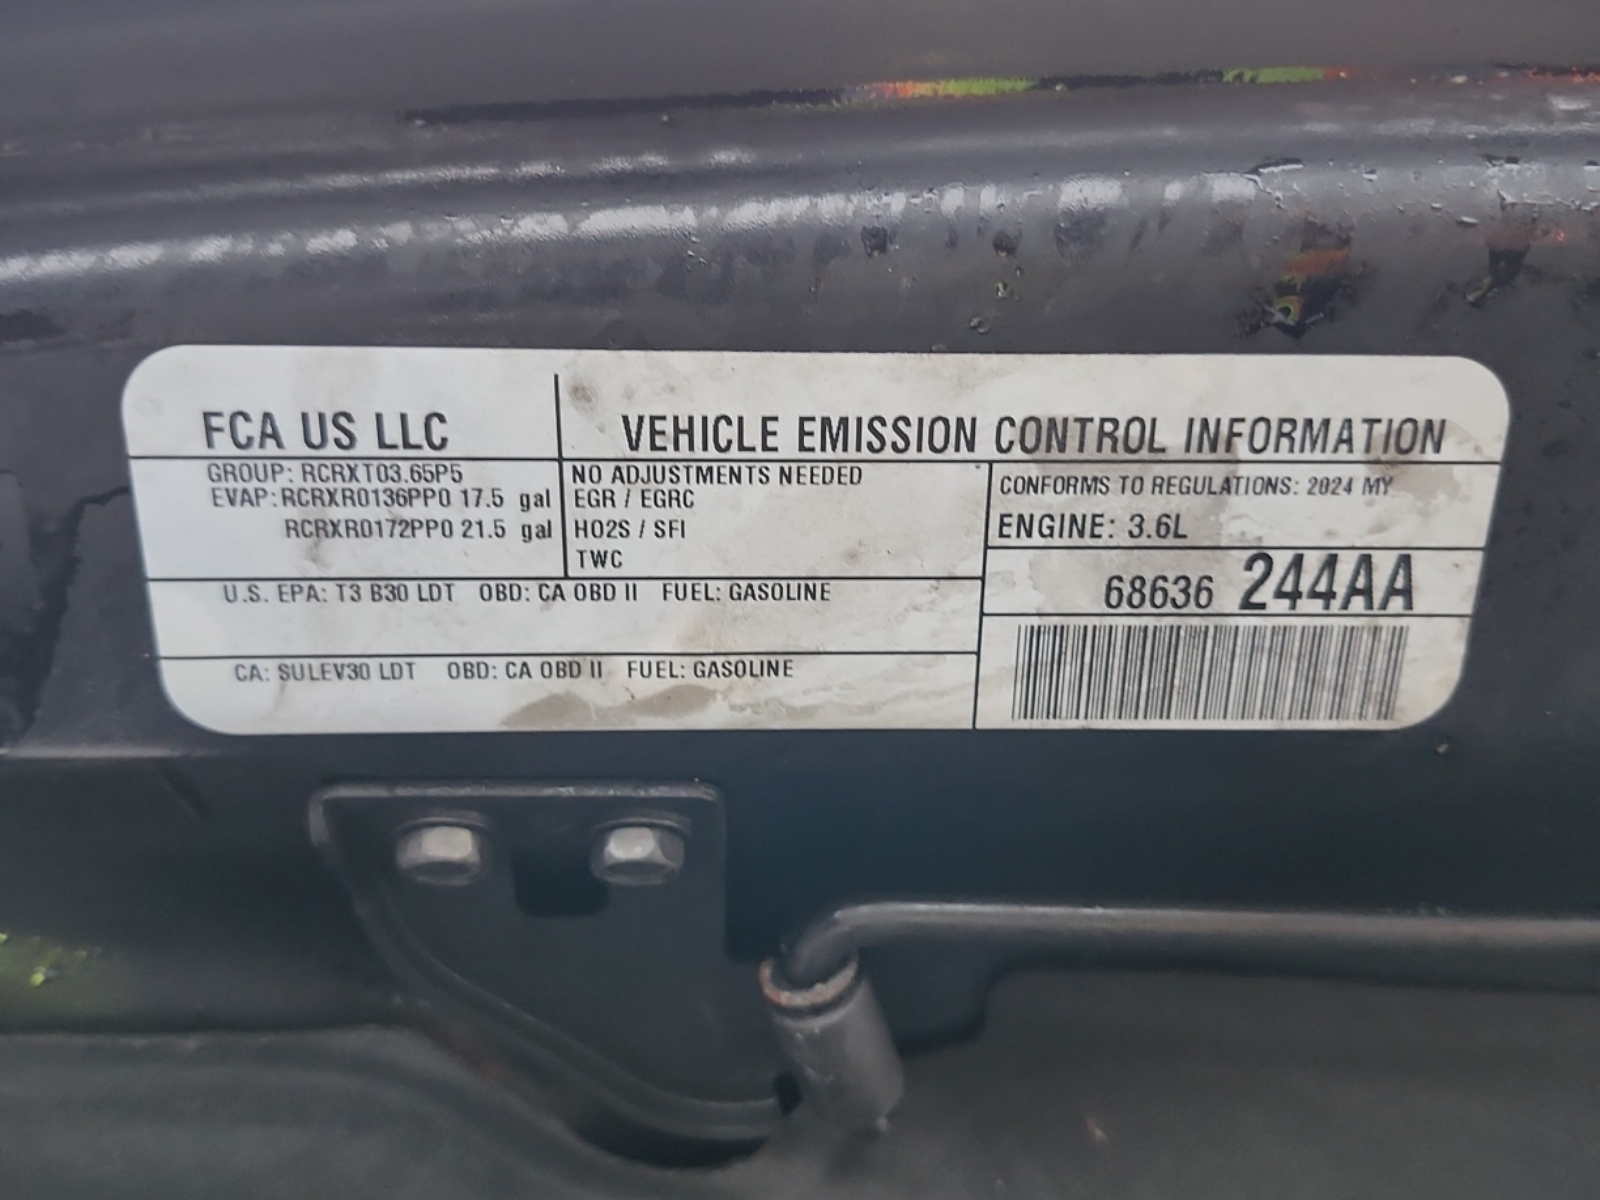 FCA US LLC
VEHICLE EMISSION CONTROL INFORMATION
GROUP: RCRXT03.65P5
EVAP: RCRXR0136PP0 17.5 gal
RCRXR0172PP0 21.5 gal
NO ADJUSTMENTS NEEDED
EGR / EGRC
HO2S / SFI
TWC
CONFORMS TO REGULATIONS: 2024 MY
ENGINE: 3.6L
68636 244AA
U.S. EPA: T3 B30 LDT OBD: CA OBD II FUEL: GASOLINE
CA: SULEV30 LDT OBD: CA OBD II FUEL: GASOLINE